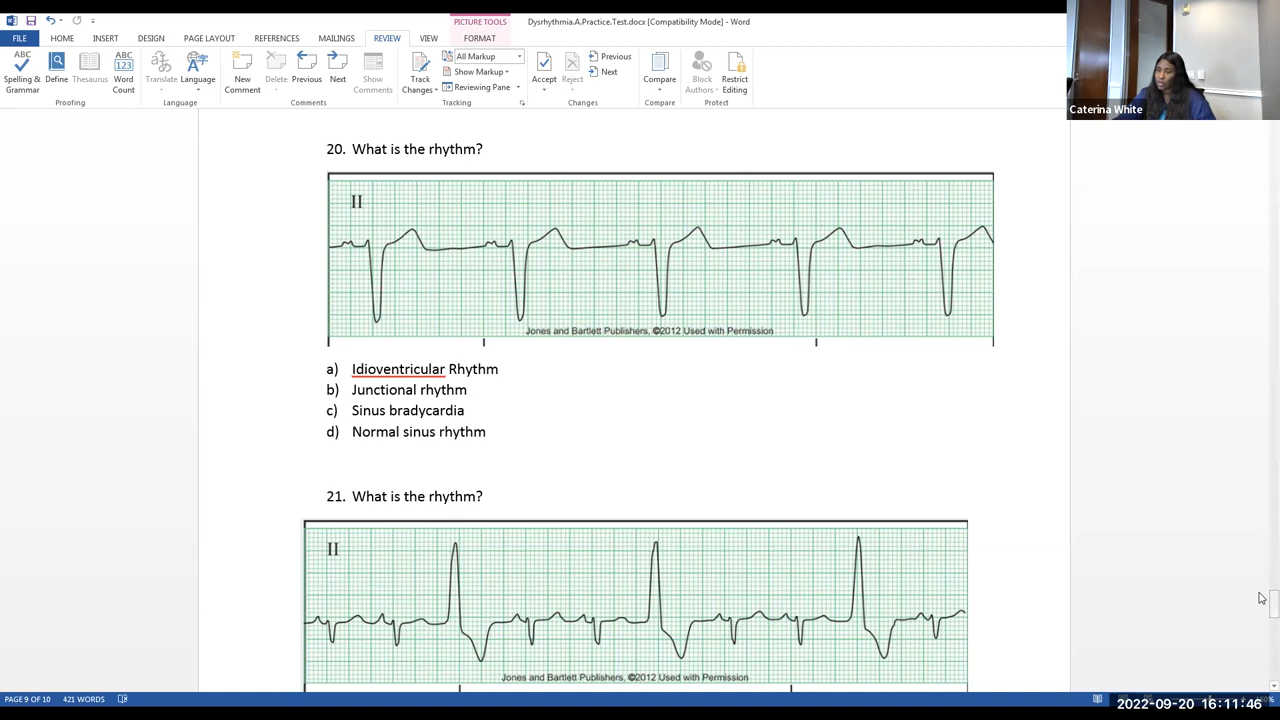 PICTURE TOOLS
Dysrhythmia.A.Practice.Test.docx [Compatibility Mode] - Word
FILE HOME INSERT DESIGN PAGE LAYOUT REFERENCES MAILINGS REVIEW VIEW FORMAT
ABC
Spelling & Grammar
Define
Thesaurus
ABC 123
Word Count
Translate
Language
New Comment
Delete
Previous
Next
Show Comments
Track Changes
All Markup
Show Markup
Reviewing Pane
Accept
Reject
Previous
Next
Compare
Block Authors
Restrict Editing
Proofing Language Comments Tracking Changes Compare Protect
Caterina White
20. What is the rhythm?
II
Jones and Bartlett Publishers, ©2012 Used with Permission
a) Idioventricular Rhythm
b) Junctional rhythm
c) Sinus bradycardia
d) Normal sinus rhythm
21. What is the rhythm?
II
Jones and Bartlett Publishers, ©2012 Used with Permission
PAGE 9 OF 10 421 WORDS
2022-09-20 16:11:46